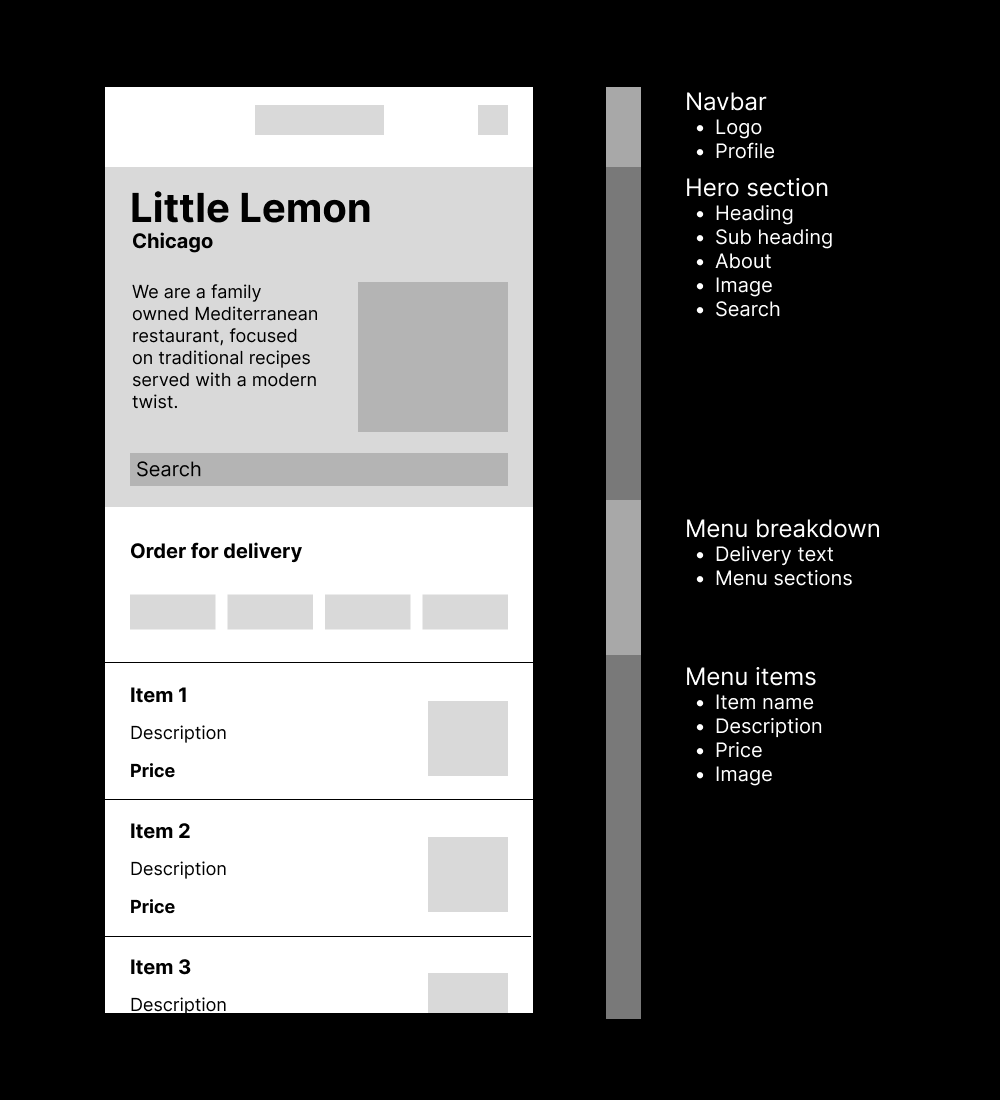 Little Lemon
Chicago
We are a family
owned Mediterranean
restaurant, focused
on traditional recipes
served with a modern
twist.
Search
Order for delivery
Item 1
Description
Price
Item 2
Description
Price
Item 3
Description
Navbar
• Logo
• Profile
Hero section
• Heading
• Sub heading
• About
• Image
• Search
Menu breakdown
• Delivery text
• Menu sections
Menu items
• Item name
• Description
• Price
• Image